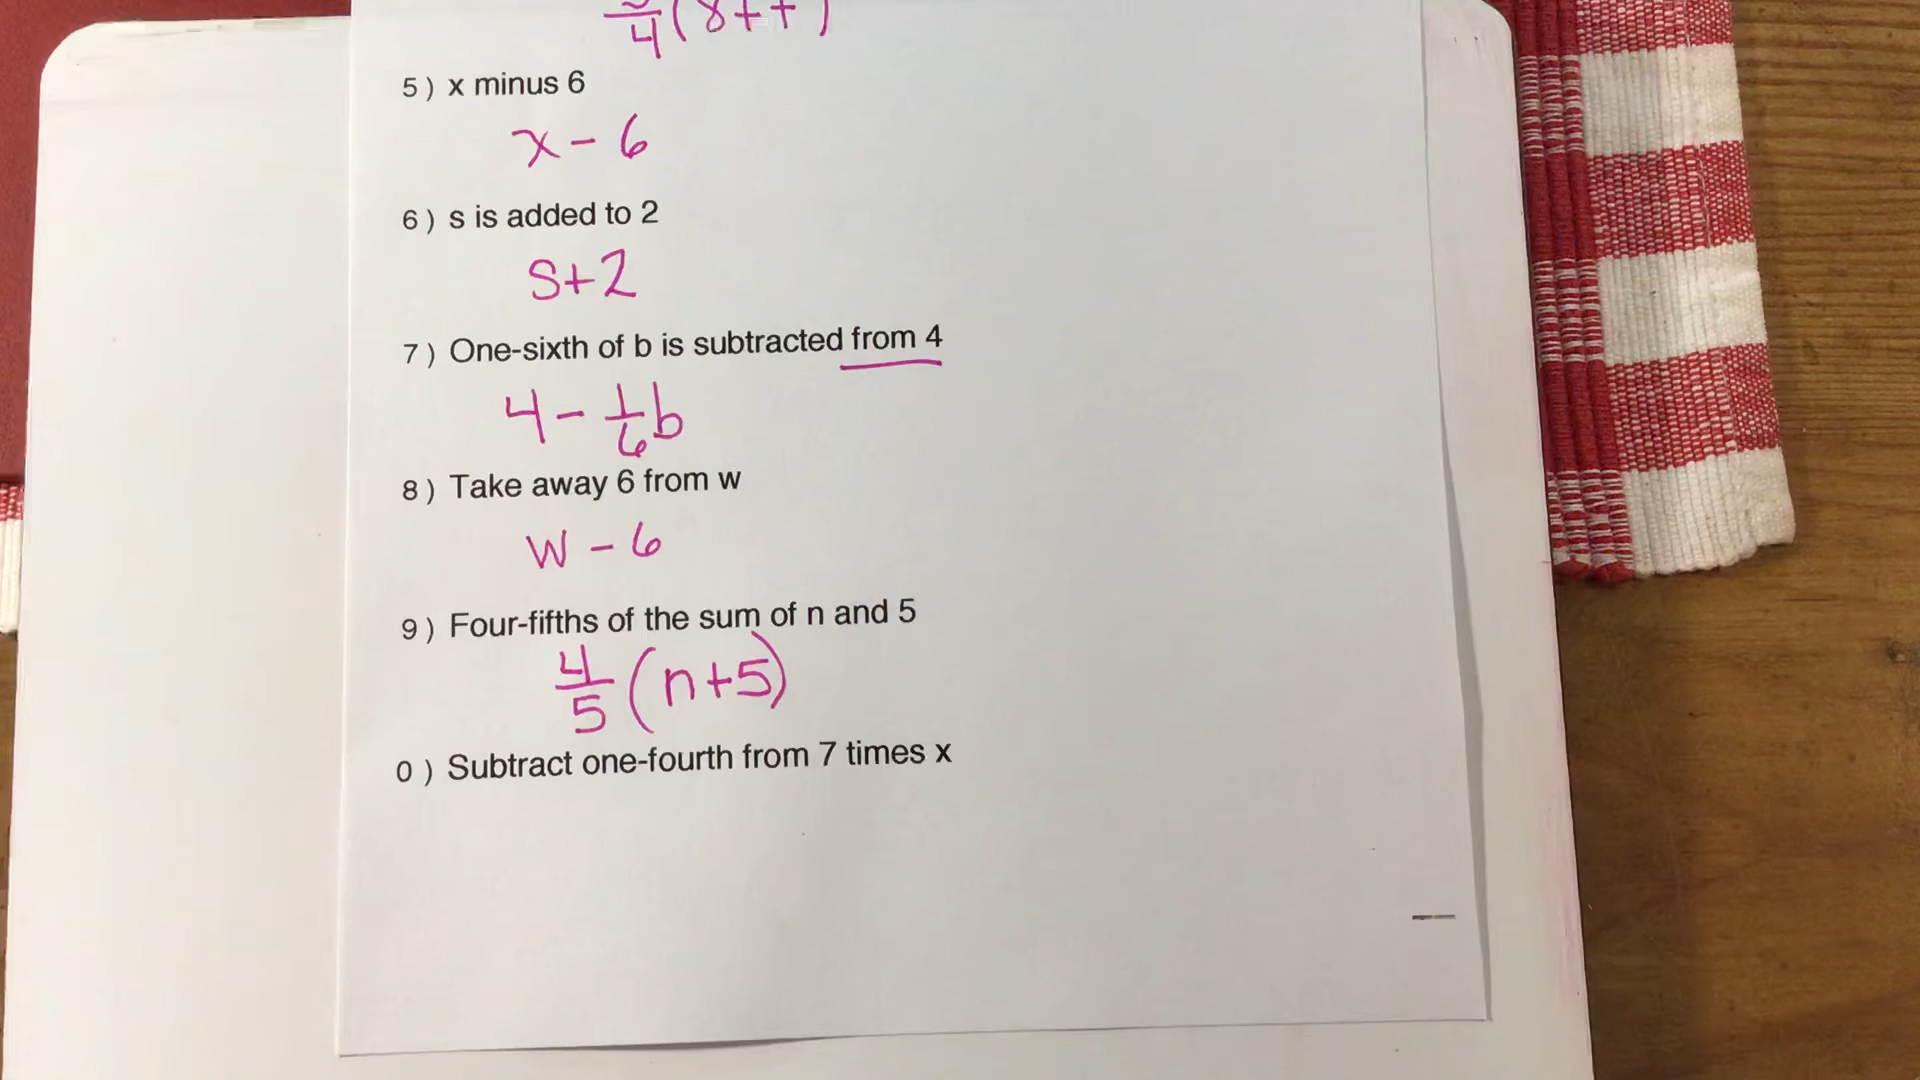 4(8+t)
5) x minus 6
x - 6
6) s is added to 2
s+2
7) One-sixth of b is subtracted from 4
4 - 1/6 b
8) Take away 6 from w
w - 6
9) Four-fifths of the sum of n and 5
4/5 (n+5)
0) Subtract one-fourth from 7 times x